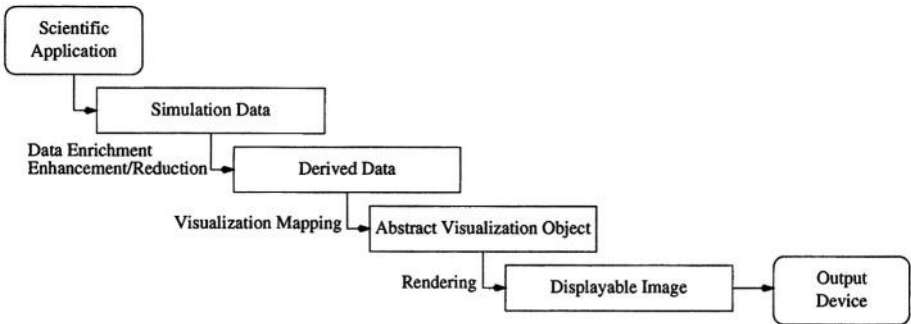 Scientific
Application
Simulation Data
Data Enrichment
Enhancement/Reduction
Derived Data
Visualization Mapping
Abstract Visualization Object
Rendering
Displayable Image
Output
Device